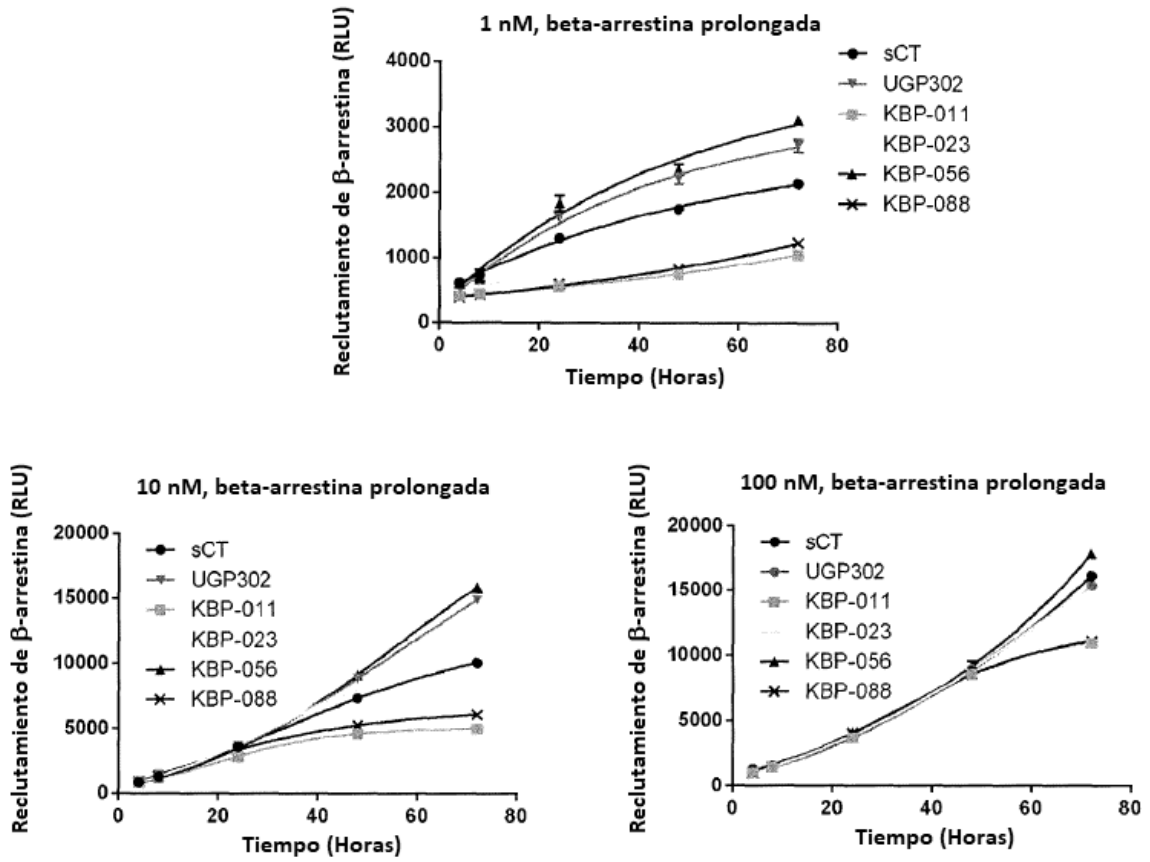 1 nM, beta-arrestina prolongada
Reclutamiento de β-arrestina (RLU)
4000
3000
2000
1000
0
0 20 40 60 80
Tiempo (Horas)
sCT
UGP302
KBP-011
KBP-023
KBP-056
KBP-088
10 nM, beta-arrestina prolongada
Reclutamiento de β-arrestina (RLU)
20000
15000
10000
5000
0
0 20 40 60 80
Tiempo (Horas)
sCT
UGP302
KBP-011
KBP-023
KBP-056
KBP-088
100 nM, beta-arrestina prolongada
Reclutamiento de β-arrestina (RLU)
20000
15000
10000
5000
0
0 20 40 60 80
Tiempo (Horas)
sCT
UGP302
KBP-011
KBP-023
KBP-056
KBP-088